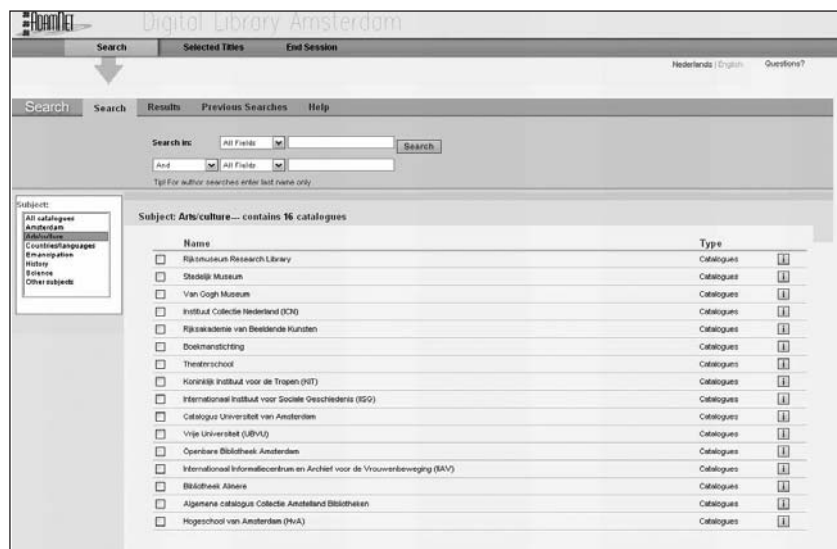 AdamNet Digital Library Amsterdam
Search Selected Titles End Session
Nederlands | English Questions?
Search Search Results Previous Searches Help
Search in: All Fields Search
And All Fields
Tip! For author searches enter last name only
Subject:
All catalogues
Amsterdam
Arts/culture
Countries/languages
Emancipation
History
Science
Other subjects
Subject: Arts/culture--- contains 16 catalogues
Name Type
Rijksmuseum Research Library Catalogues i
Stedelijk Museum Catalogues i
Van Gogh Museum Catalogues i
Instituut Collectie Nederland (ICN) Catalogues i
Rijksakademie van Beeldende Kunsten Catalogues i
Boekmanstichting Catalogues i
Theaterschool Catalogues i
Koninklijk Instituut voor de Tropen (KIT) Catalogues i
Internationaal Instituut voor Sociale Geschiedenis (IISG) Catalogues i
Catalogus Universiteit van Amsterdam Catalogues i
Vrije Universiteit (UBVU) Catalogues i
Openbare Bibliotheek Amsterdam Catalogues i
Internationaal Informatiecentrum en Archief voor de Vrouwenbeweging (IIAV) Catalogues i
Bibliotheek Almere Catalogues i
Algemene catalogus Collectie Amstelland Bibliotheken Catalogues i
Hogeschool van Amsterdam (HvA) Catalogues i